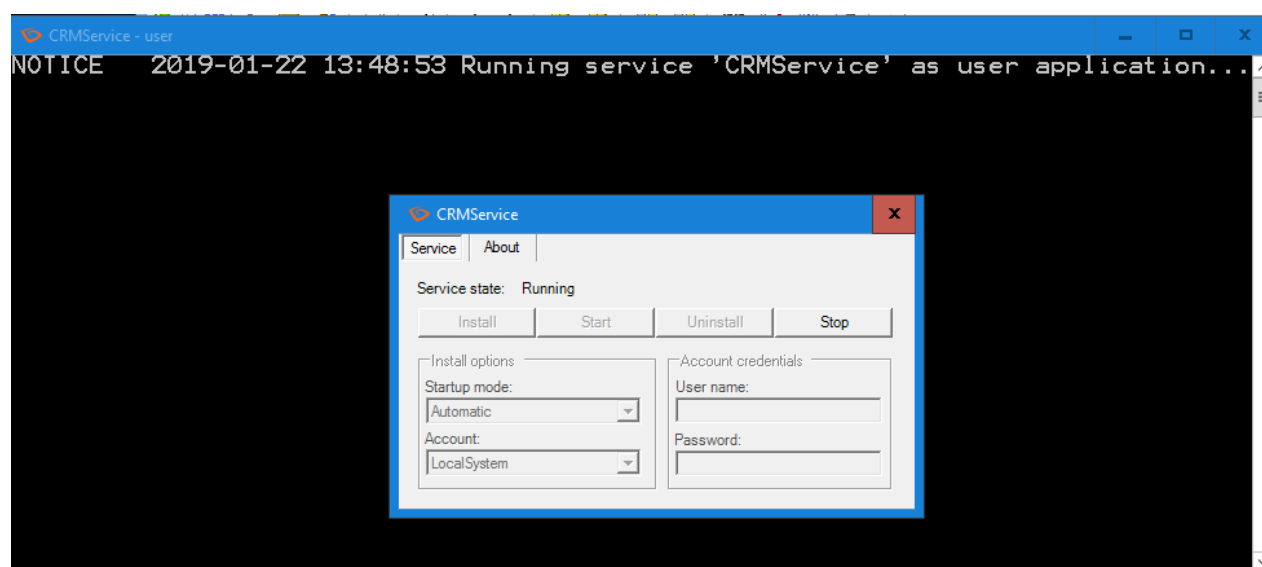 CRMService - user
NOTICE 2019-01-22 13:48:53 Running service 'CRMService' as user application...
CRMService
Service About
Service state: Running
Install Start Uninstall Stop
Install options Account credentials
Startup mode: User name:
Automatic
Account: Password:
LocalSystem